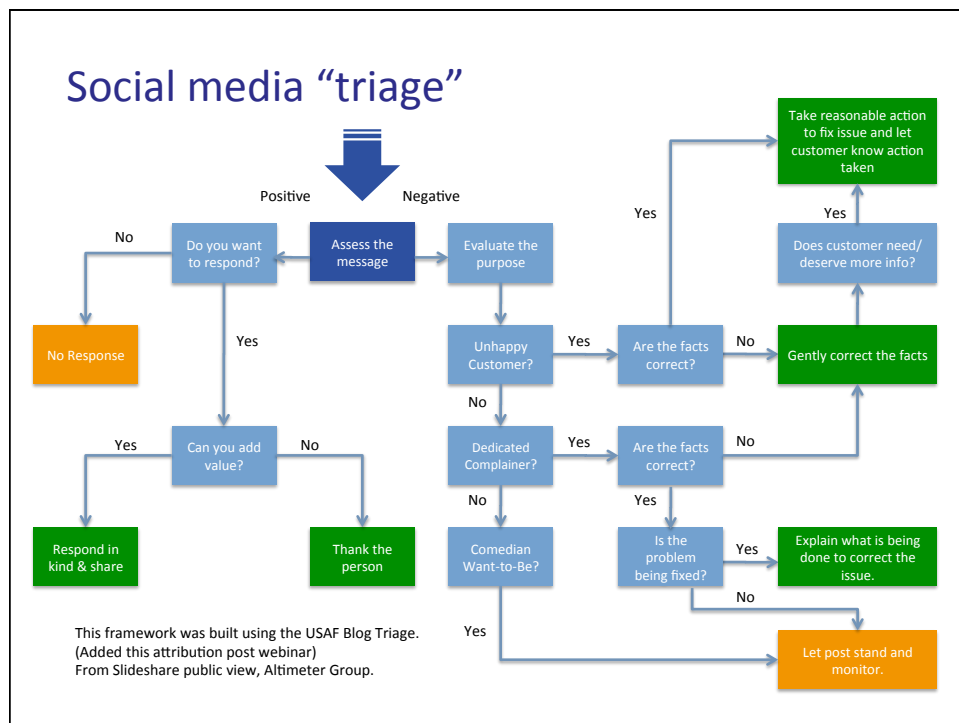 Social media “triage”
Take reasonable action
to fix issue and let
customer know action
taken
Positive
Negative
Yes
Yes
No
Do you want
to respond?
Assess the
message
Evaluate the
purpose
Does customer need/
deserve more info?
No Response
Yes
Unhappy
Customer?
Yes
Are the facts
correct?
No
Gently correct the facts
No
Yes
Can you add
value?
No
Dedicated
Complainer?
Yes
Are the facts
correct?
No
No
Yes
Respond in
kind & share
Thank the
person
Comedian
Want-to-Be?
Is the
problem
being fixed?
Yes
Explain what is being
done to correct the
issue.
No
Yes
This framework was built using the USAF Blog Triage.
(Added this attribution post webinar)
From Slideshare public view, Altimeter Group.
Let post stand and
monitor.